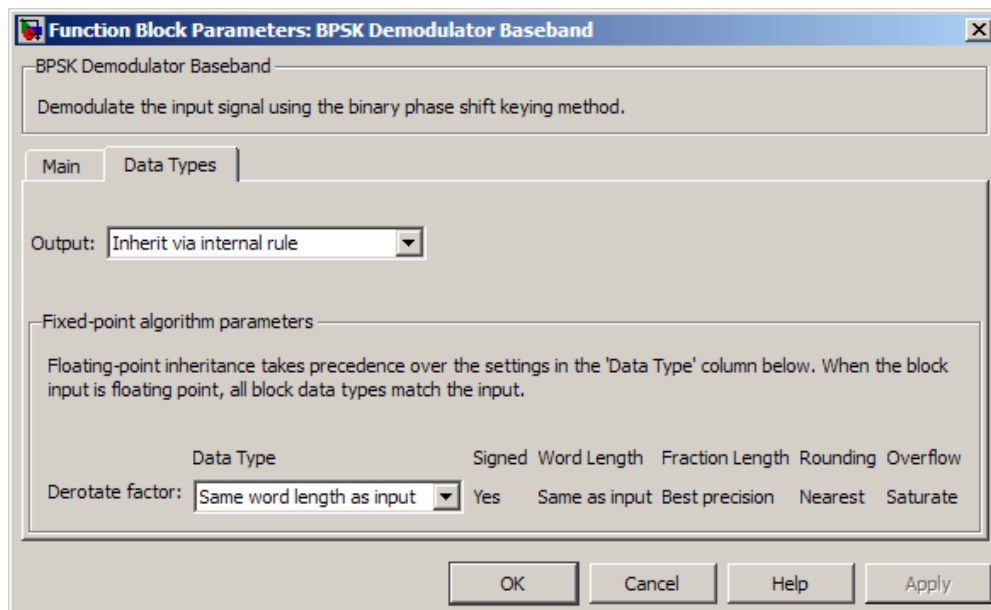 Function Block Parameters: BPSK Demodulator Baseband
BPSK Demodulator Baseband
Demodulate the input signal using the binary phase shift keying method.
Main Data Types
Output: Inherit via internal rule
Fixed-point algorithm parameters
Floating-point inheritance takes precedence over the settings in the 'Data Type' column below. When the block
input is floating point, all block data types match the input.
Data Type Signed Word Length Fraction Length Rounding Overflow
Derotate factor: Same word length as input Yes Same as input Best precision Nearest Saturate
OK Cancel Help Apply